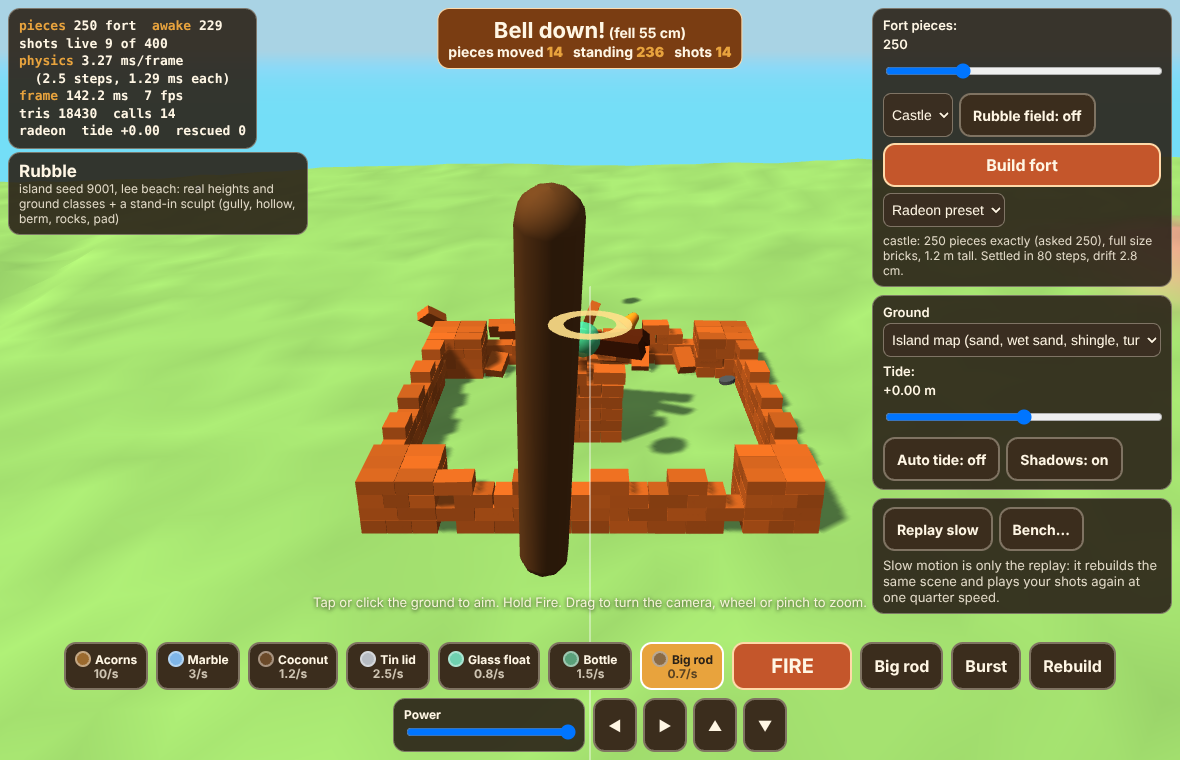 pieces 250 fort awake 229
shots live 9 of 400
physics 3.27 ms/frame
(2.5 steps, 1.29 ms each)
frame 142.2 ms 7 fps
tris 18430 calls 14
radeon tide +0.00 rescued 0
Rubble
island seed 9001, lee beach: real heights and
ground classes + a stand-in sculpt (gully, hollow,
berm, rocks, pad)
Bell down! (fell 55 cm)
pieces moved 14 standing 236 shots 14
Fort pieces:
250
Castle
Rubble field: off
Build fort
Radeon preset
castle: 250 pieces exactly (asked 250), full size
bricks, 1.2 m tall. Settled in 80 steps, drift 2.8
cm.
Ground
Island map (sand, wet sand, shingle, tur
Tide:
+0.00 m
Auto tide: off
Shadows: on
Replay slow
Bench...
Slow motion is only the replay: it rebuilds the
same scene and plays your shots again at
one quarter speed.
Tap or click the ground to aim. Hold Fire. Drag to turn the camera, wheel or pinch to zoom.
Acorns
10/s
Marble
3/s
Coconut
1.2/s
Tin lid
2.5/s
Glass float
0.8/s
Bottle
1.5/s
Big rod
0.7/s
FIRE
Big rod
Burst
Rebuild
Power
◀ ▶ ▲ ▼